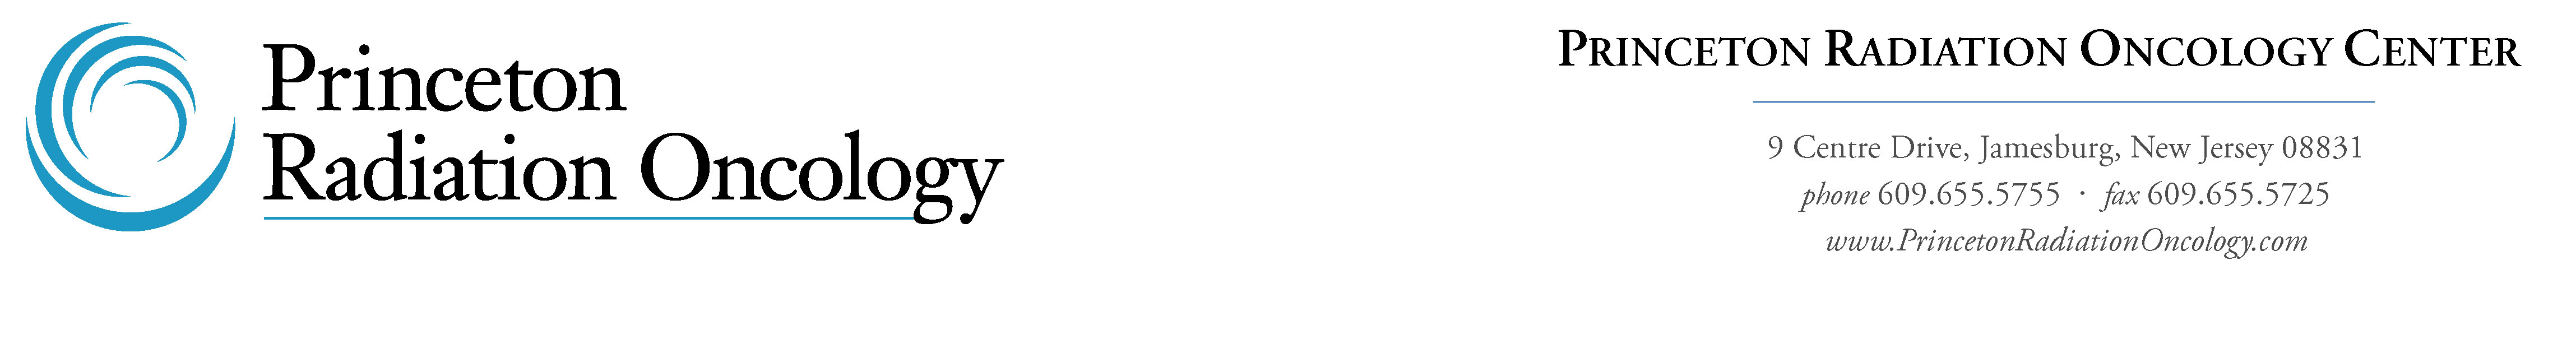 Princeton
Radiation Oncology
PRINCETON RADIATION ONCOLOGY CENTER
9 Centre Drive, Jamesburg, New Jersey 08831
phone 609.655.5755 · fax 609.655.5725
www.PrincetonRadiationOncology.com